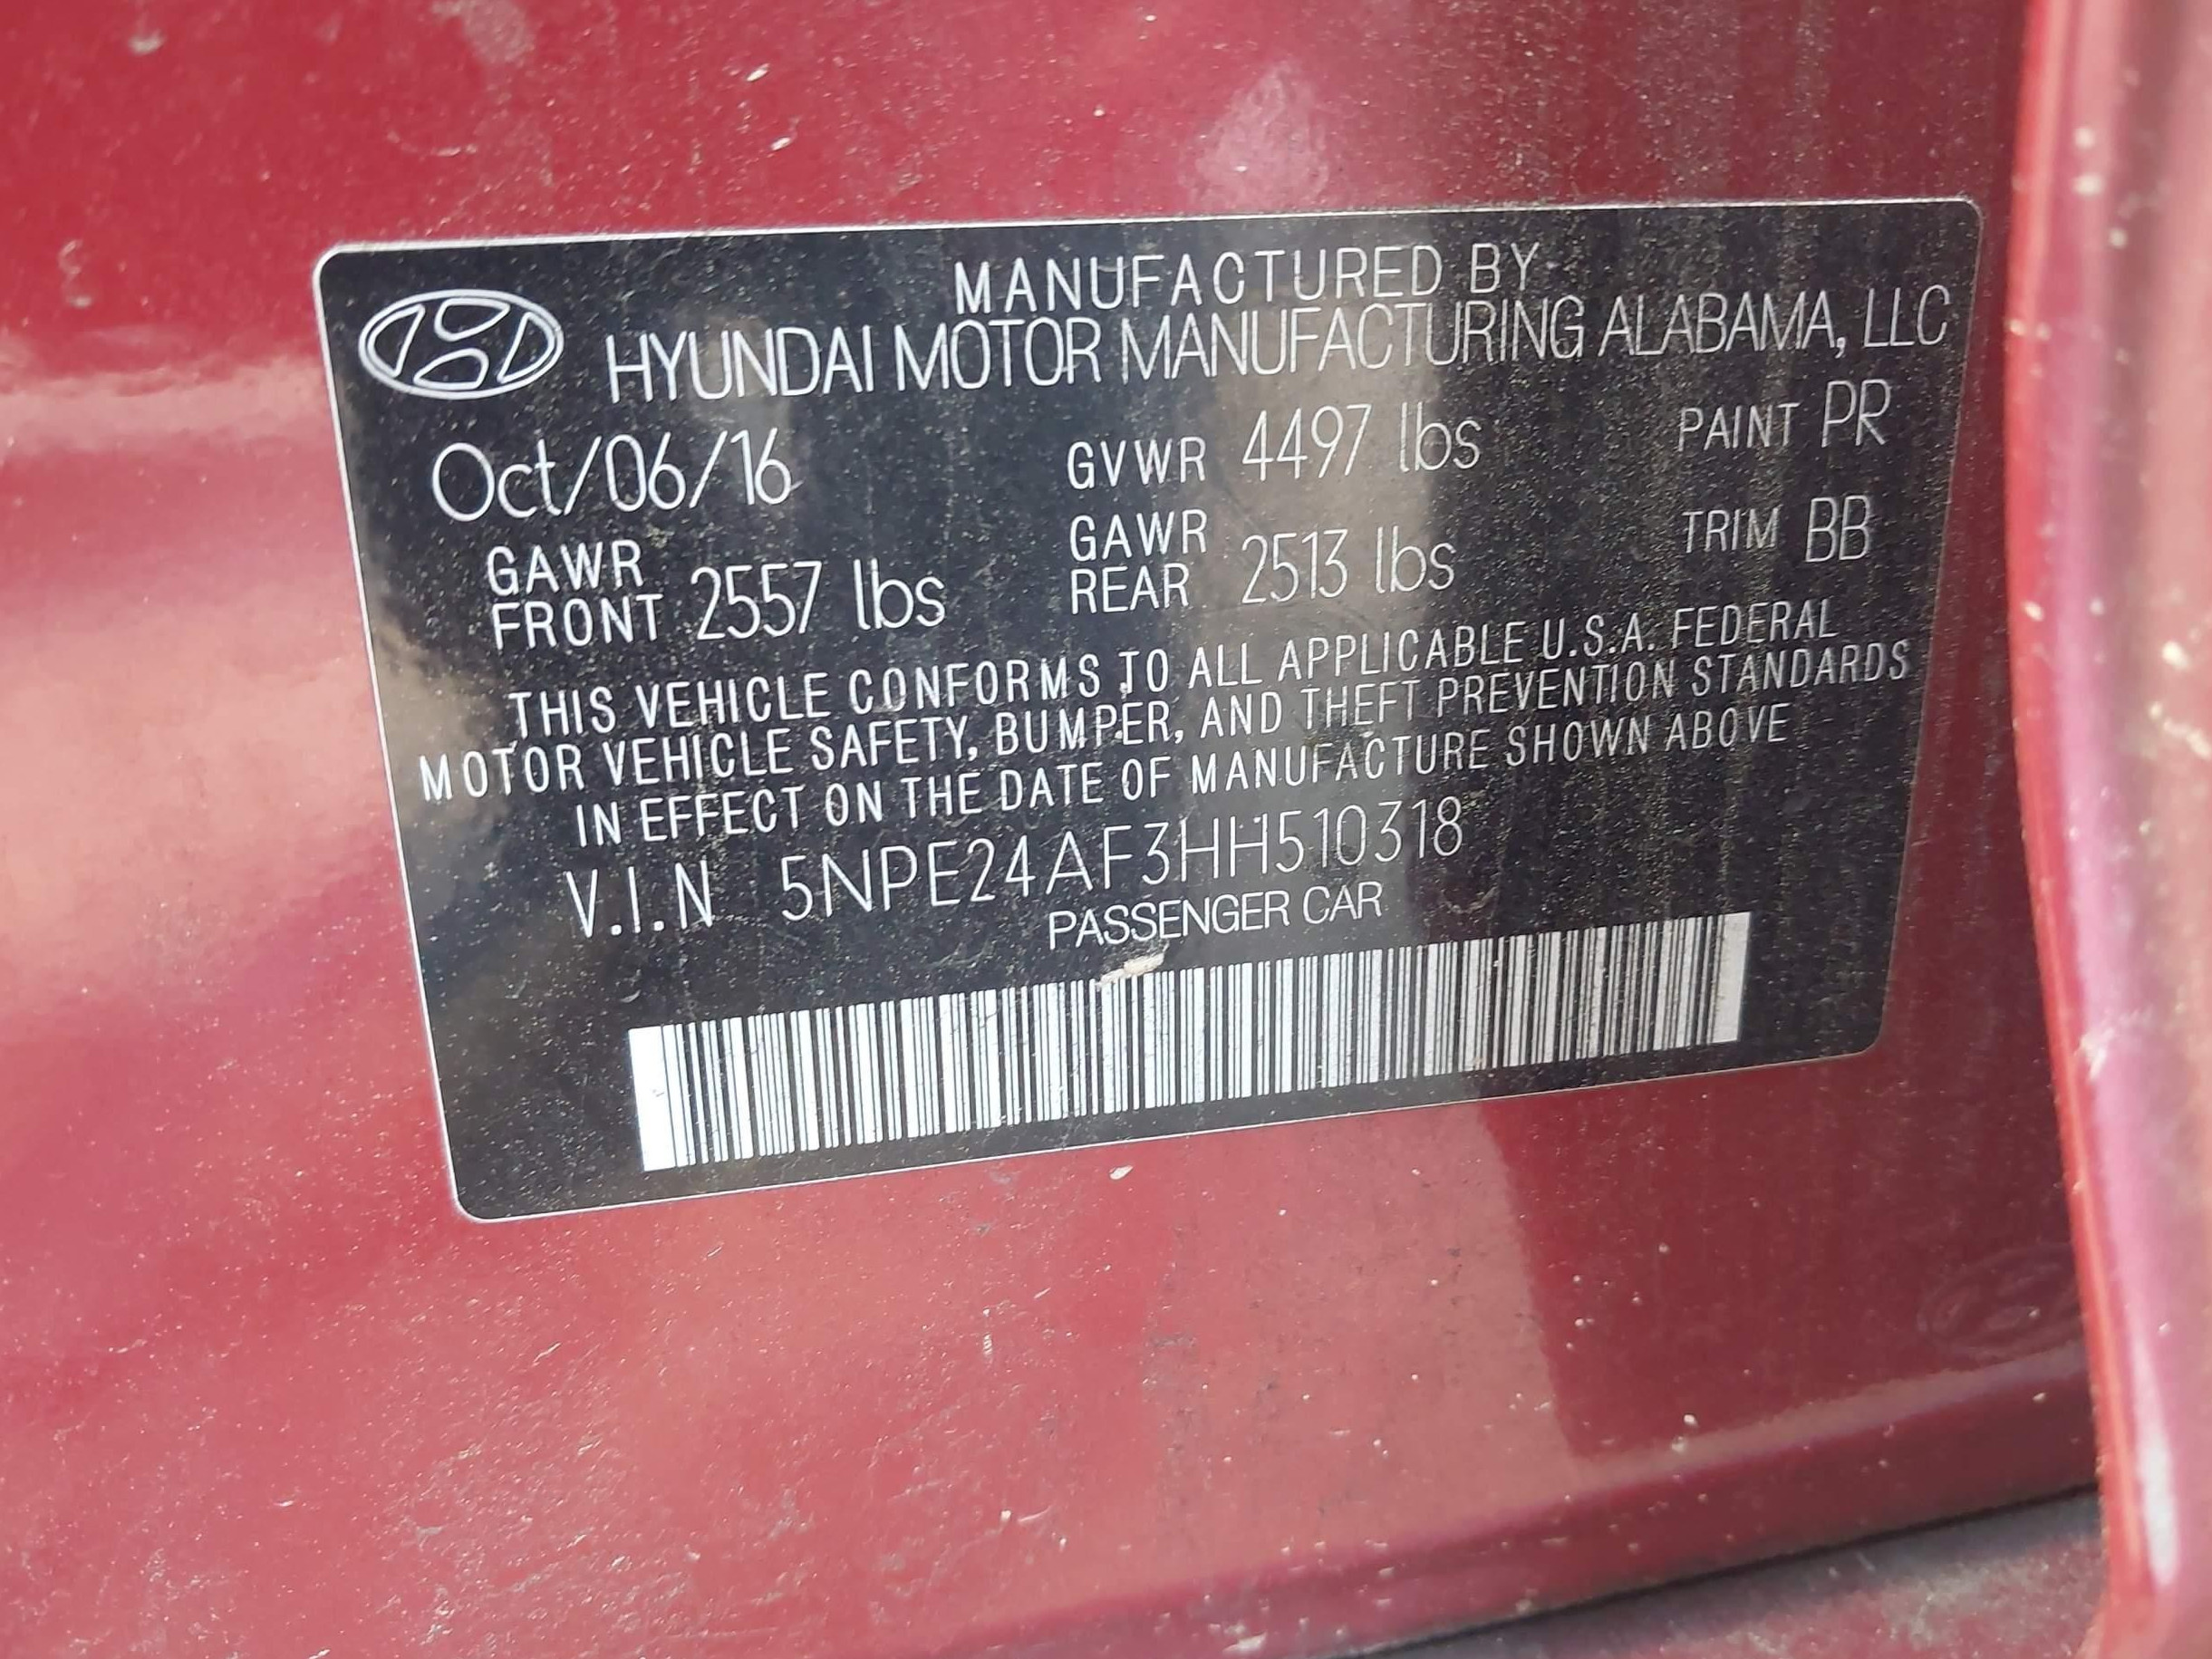 MANUFACTURED BY
HYUNDAI MOTOR MANUFACTURING ALABAMA, LLC
Oct/06/16 GVWR 4497 lbs PAINT PR
GAWR FRONT 2557 lbs GAWR REAR 2513 lbs TRIM BB
THIS VEHICLE CONFORMS TO ALL APPLICABLE U.S.A. FEDERAL
MOTOR VEHICLE SAFETY, BUMPER, AND THEFT PREVENTION STANDARDS
IN EFFECT ON THE DATE OF MANUFACTURE SHOWN ABOVE
V.I.N 5NPE24AF3HH510318
PASSENGER CAR